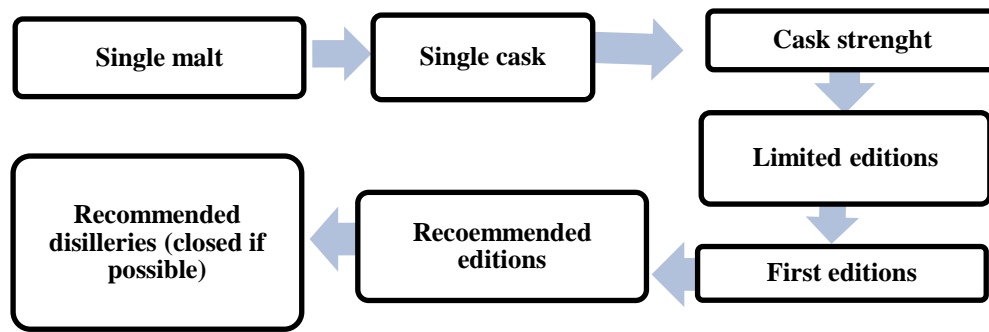 Single malt
Single cask
Cask strenght
Limited editions
First editions
Recoemmended
editions
Recommended
disilleries (closed if
possible)